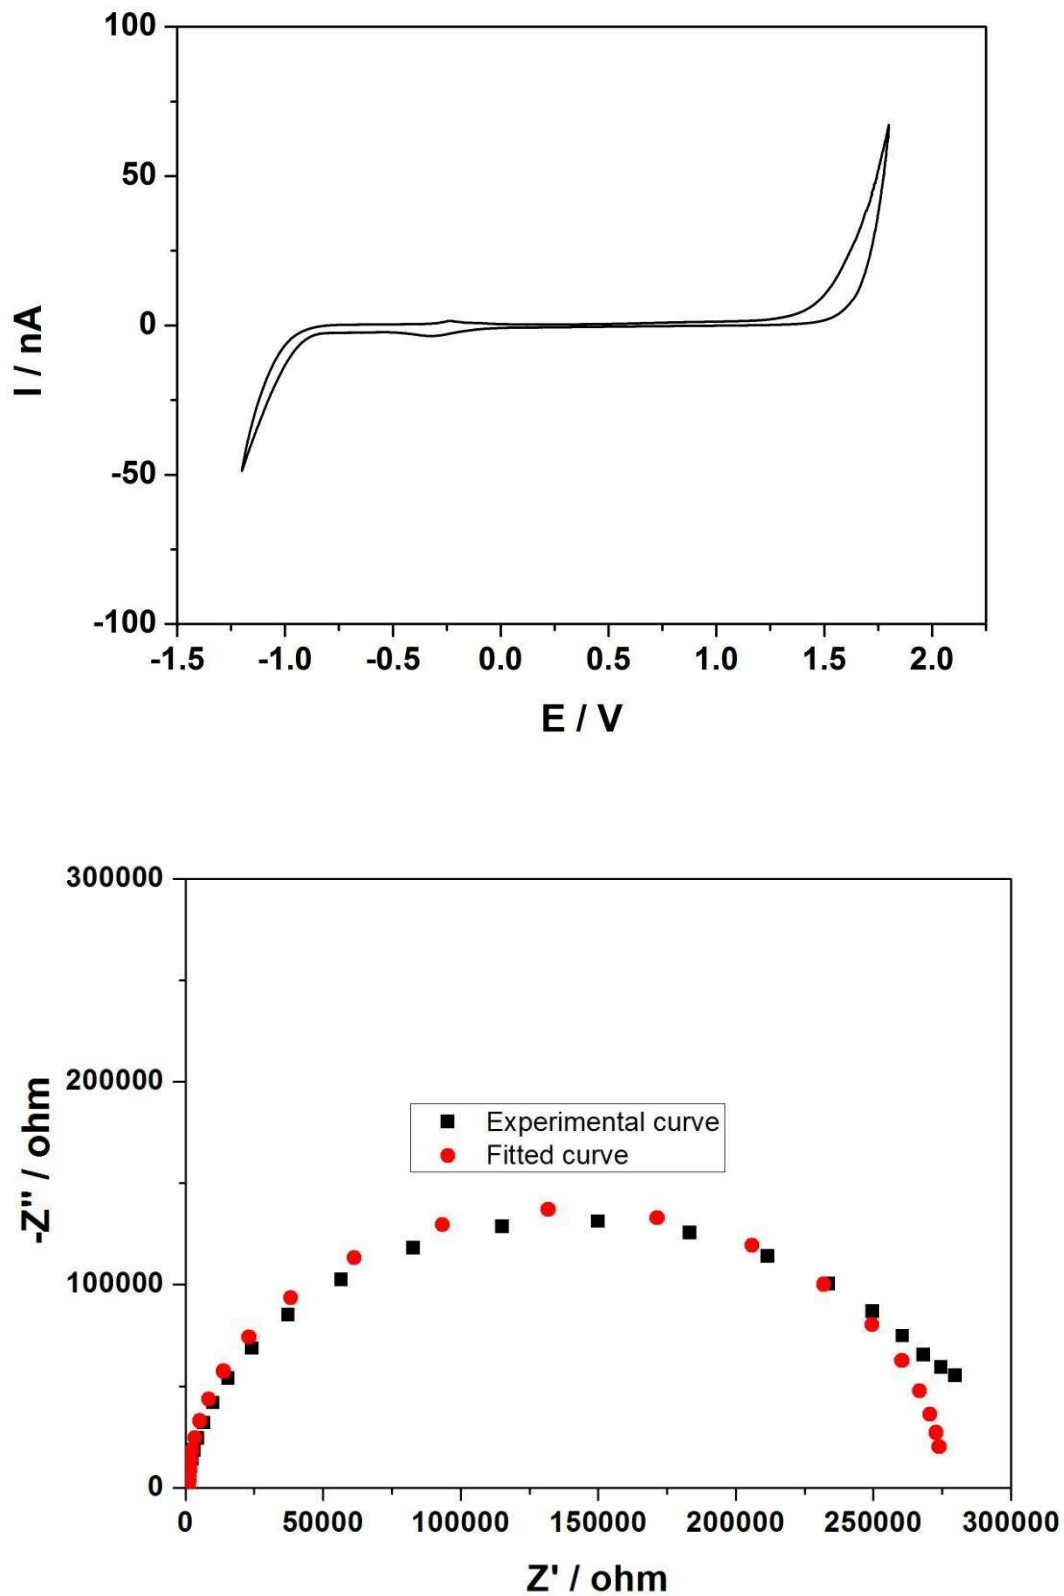 100
50
0
-50
-100
I / nA
-1.5 -1.0 -0.5 0.0 0.5 1.0 1.5 2.0
E / V
300000
200000
100000
0
-Z'' / ohm
Experimental curve
Fitted curve
0 50000 100000 150000 200000 250000 300000
Z' / ohm